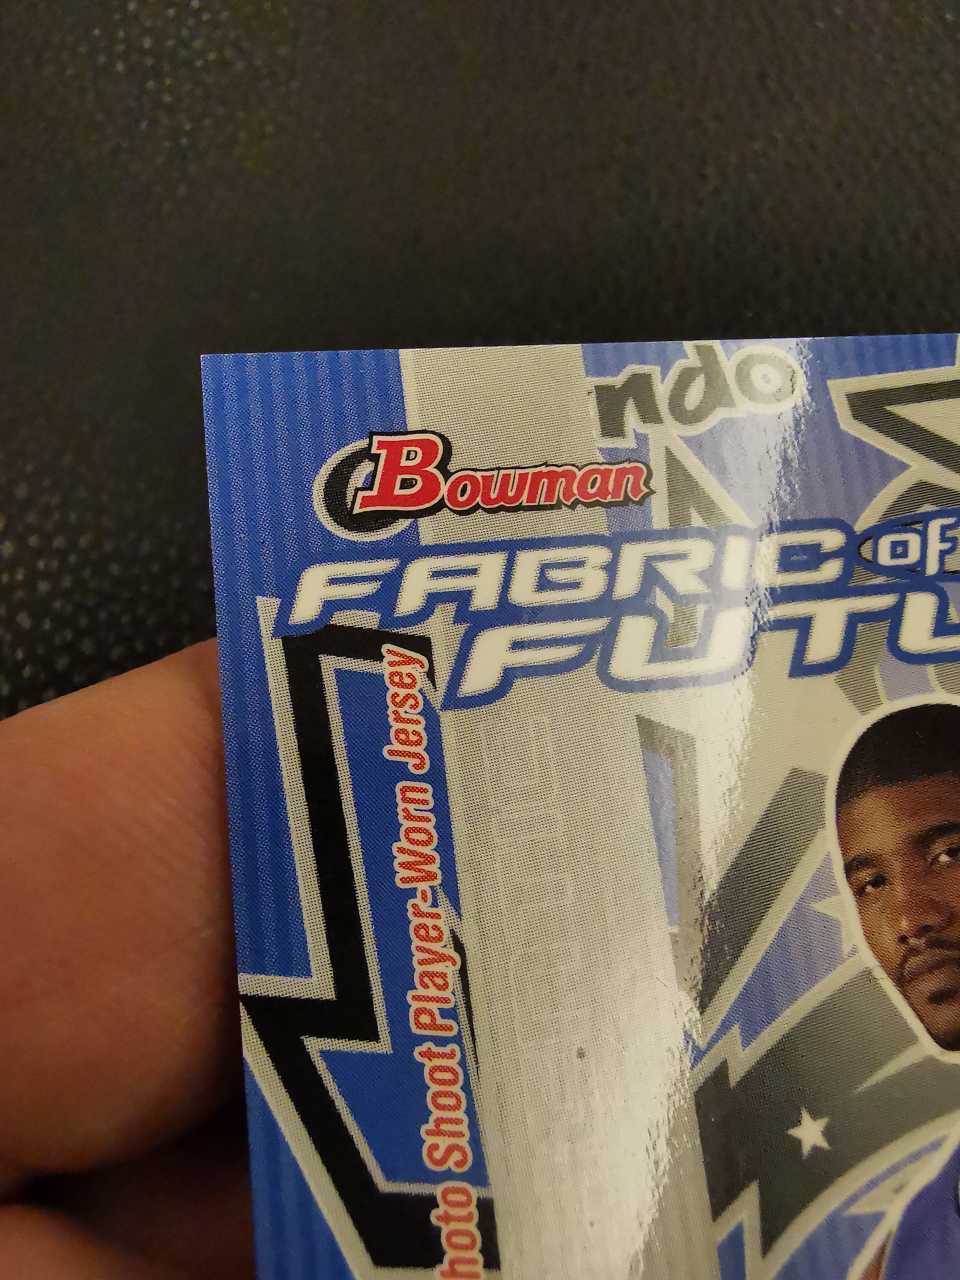 ndo
Bowman
FABRIC OF
FUTU
hoto Shoot Player-Worn Jersey